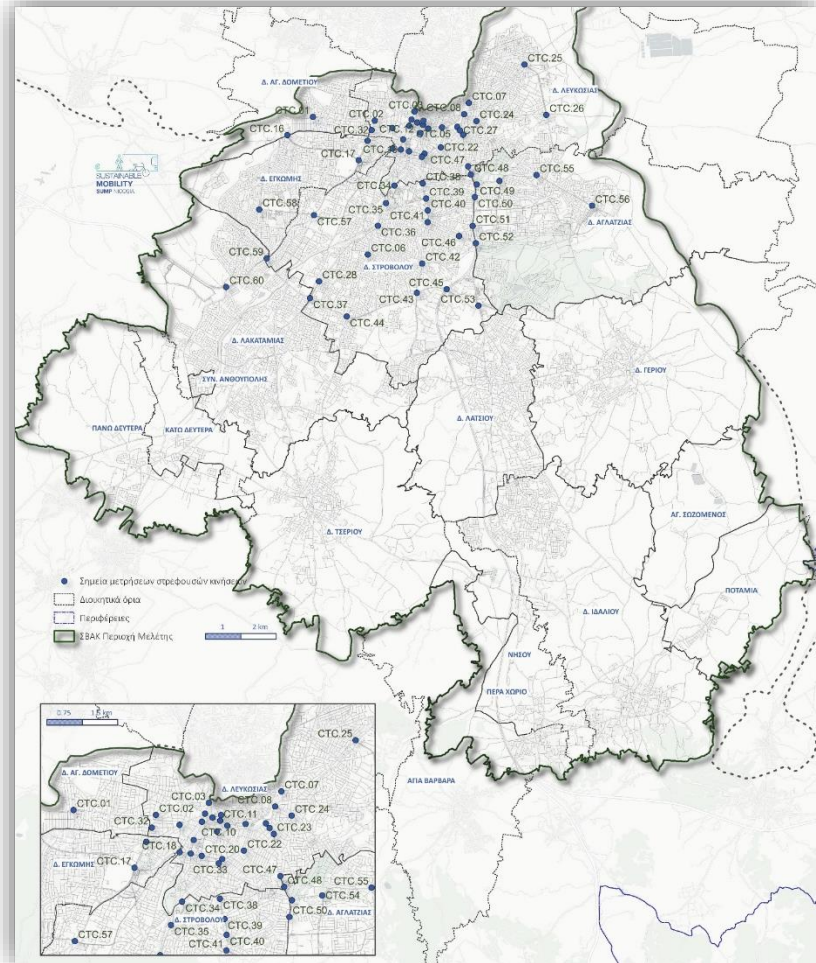 CTC.25
Δ. ΑΓ. ΔΟΜΕΤΙΟΥ
Δ. ΛΕΥΚΩΣΙΑΣ
CTC.07
CTC.03
CTC.08
CTC.01
CTC.02
CTC.24
CTC.26
CTC.16
CTC.32
CTC.12
CTC.05
CTC.27
CTC.22
CTC.17
CTC.47
CTC.48
CTC.55
SUSTAINABLE
MOBILITY
SUMP
Δ. ΕΓΚΩΜΗΣ
CTC.34
CTC.38
CTC.39
CTC.49
CTC.50
CTC.56
CTC.58
CTC.57
CTC.35
CTC.41
CTC.40
Δ. ΑΓΛΑΤΖΙΑΣ
CTC.36
CTC.51
CTC.46
CTC.52
CTC.59
CTC.06
Δ. ΣΤΡΟΒΟΛΟΥ
CTC.42
CTC.60
CTC.28
CTC.45
CTC.43
CTC.53
CTC.37
CTC.44
Δ. ΛΑΚΑΤΑΜΙΑΣ
Δ. ΓΕΡΙΟΥ
ΣΥΝ. ΑΝΘΟΥΠΟΛΗΣ
Δ. ΛΑΤΣΙΟΥ
ΠΑΝΩ ΔΕΥΤΕΡΑ
ΚΑΤΩ ΔΕΥΤΕΡΑ
ΑΓ. ΣΩΖΟΜΕΝΟΣ
Δ. ΤΣΕΡΙΟΥ
ΠΟΤΑΜΙΑ
Δ. ΙΔΑΛΙΟΥ
ΝΗΣΟΥ
ΠΕΡΑ ΧΩΡΙΟ
ΑΓΙΑ ΒΑΡΒΑΡΑ
Σημεία μετρήσεων στρεφουσών κινήσεων
Διοικητικά όρια
Περιφέρειες
ΣΒΑΚ Περιοχή Μελέτης
1 2 km
0.75 1.5 km
CTC.25
Δ. ΑΓ. ΔΟΜΕΤΙΟΥ
Δ. ΛΕΥΚΩΣΙΑΣ
CTC.07
CTC.03
CTC.08
CTC.01
CTC.02
CTC.11
CTC.24
CTC.32
CTC.10
CTC.23
CTC.18
CTC.20
CTC.22
Δ. ΕΓΚΩΜΗΣ
CTC.17
CTC.33
CTC.47
CTC.48
CTC.55
CTC.54
CTC.34
CTC.38
CTC.50
Δ. ΑΓΛΑΤΖΙΑΣ
Δ. ΣΤΡΟΒΟΛΟΥ
CTC.39
CTC.35
CTC.57
CTC.41
CTC.40